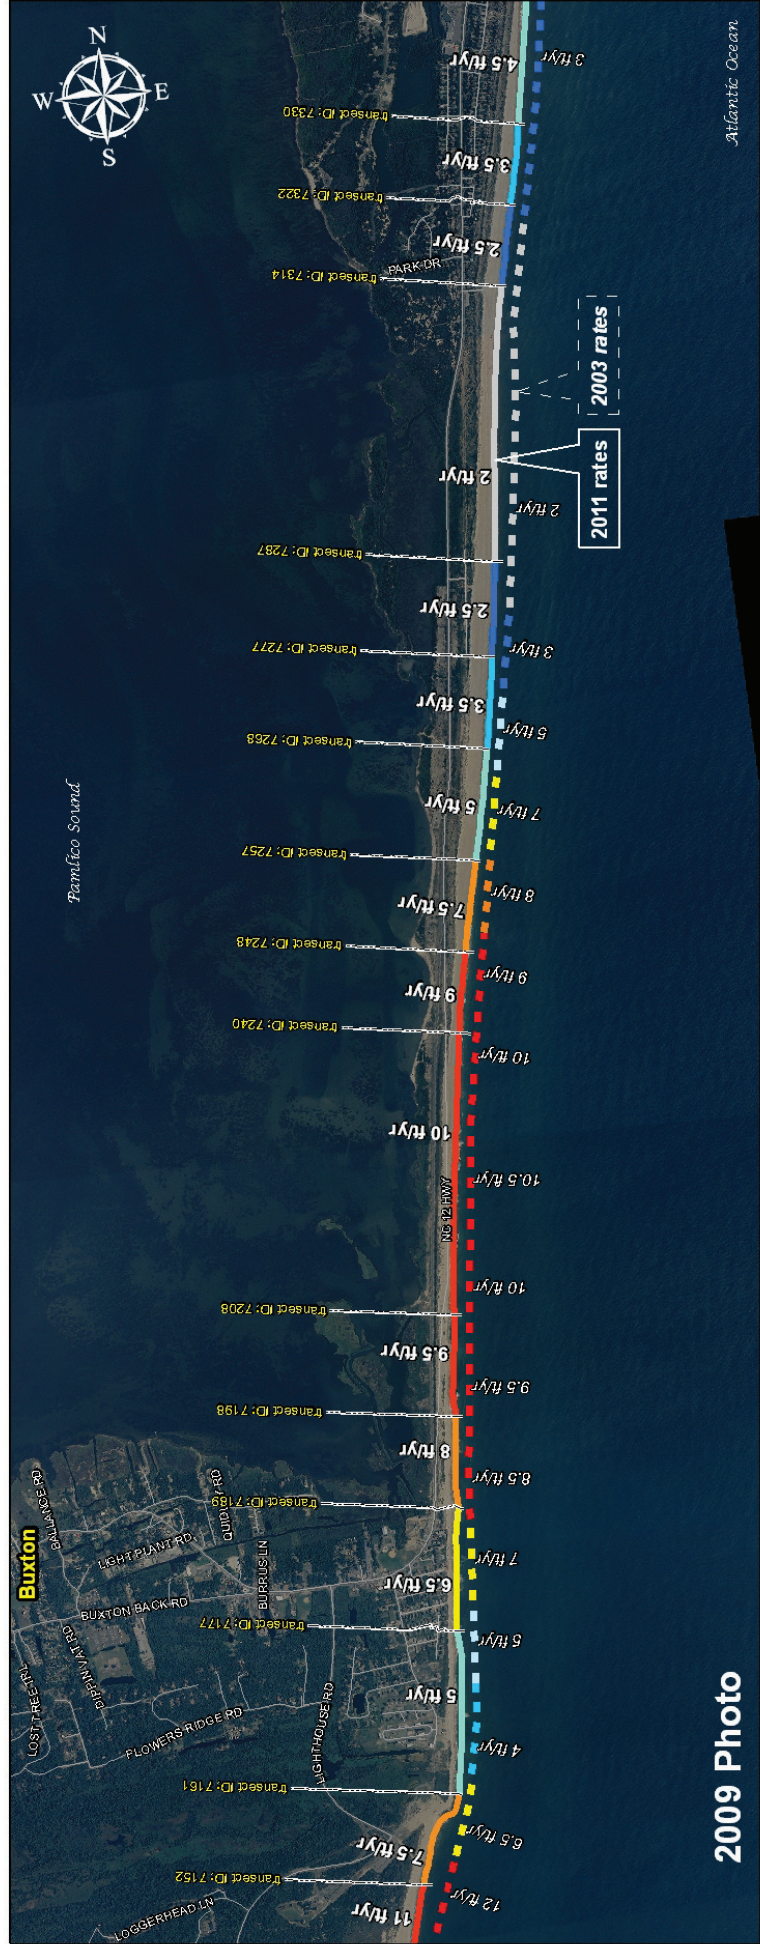 N
W
E
S
Atlantic Ocean
4.5 ft/yr
3 ft/yr
transect ID: 7330
3.5 ft/yr
transect ID: 7322
2.5 ft/yr
PARK DR
transect ID: 7314
2003 rates
2011 rates
2 ft/yr
2 ft/yr
transect ID: 7287
2.5 ft/yr
transect ID: 7277
3 ft/yr
3.5 ft/yr
5 ft/yr
transect ID: 7268
Pamlico Sound
5 ft/yr
7 ft/yr
transect ID: 7257
7.5 ft/yr
8 ft/yr
transect ID: 7248
9 ft/yr
9 ft/yr
transect ID: 7240
10 ft/yr
10 ft/yr
10.5 ft/yr
NC 12 HWY
10 ft/yr
transect ID: 7208
9.5 ft/yr
9.5 ft/yr
transect ID: 7198
8 ft/yr
8.5 ft/yr
BALLANCE RD
QUIDLEY RD
transect ID: 7189
Buxton
LIGHT PLANT RD
BURRUS LN
7 ft/yr
6.5 ft/yr
BUXTON BACK RD
transect ID: 7177
5 ft/yr
DIPPIN VAT RD
LOST TREE TRL
FLOWERS RIDGE RD
LIGHTHOUSE RD
5 ft/yr
4 ft/yr
transect ID: 7161
6.5 ft/yr
7.5 ft/yr
transect ID: 7152
12 ft/yr
11 ft/yr
LOGGERHEAD LN
2009 Photo